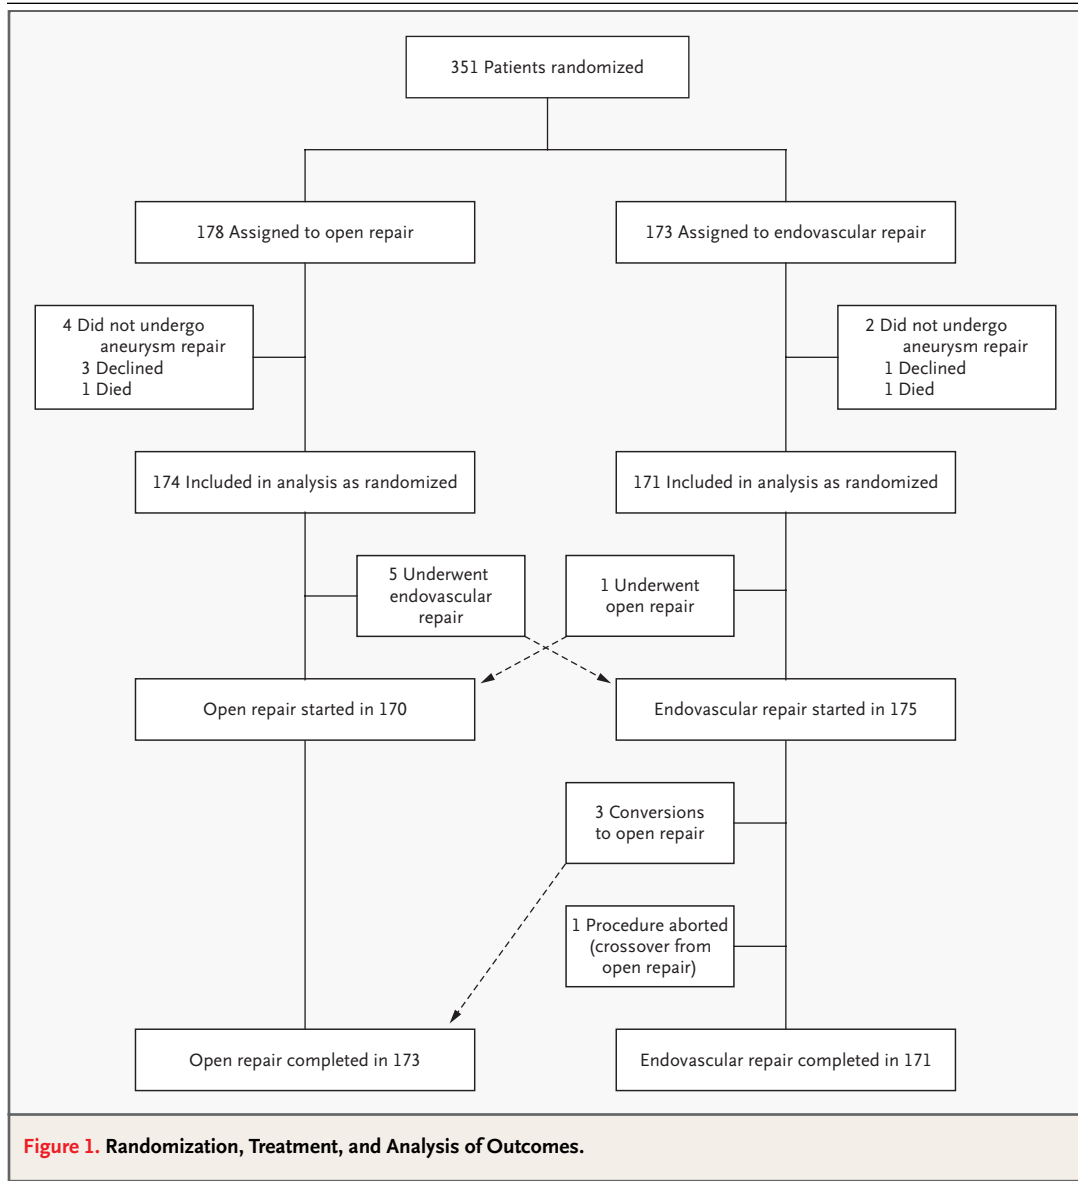 351 Patients randomized
178 Assigned to open repair
173 Assigned to endovascular repair
4 Did not undergo
aneurysm repair
3 Declined
1 Died
2 Did not undergo
aneurysm repair
1 Declined
1 Died
174 Included in analysis as randomized
171 Included in analysis as randomized
5 Underwent
endovascular
repair
1 Underwent
open repair
Open repair started in 170
Endovascular repair started in 175
3 Conversions
to open repair
1 Procedure aborted
(crossover from
open repair)
Open repair completed in 173
Endovascular repair completed in 171
Figure 1. Randomization, Treatment, and Analysis of Outcomes.